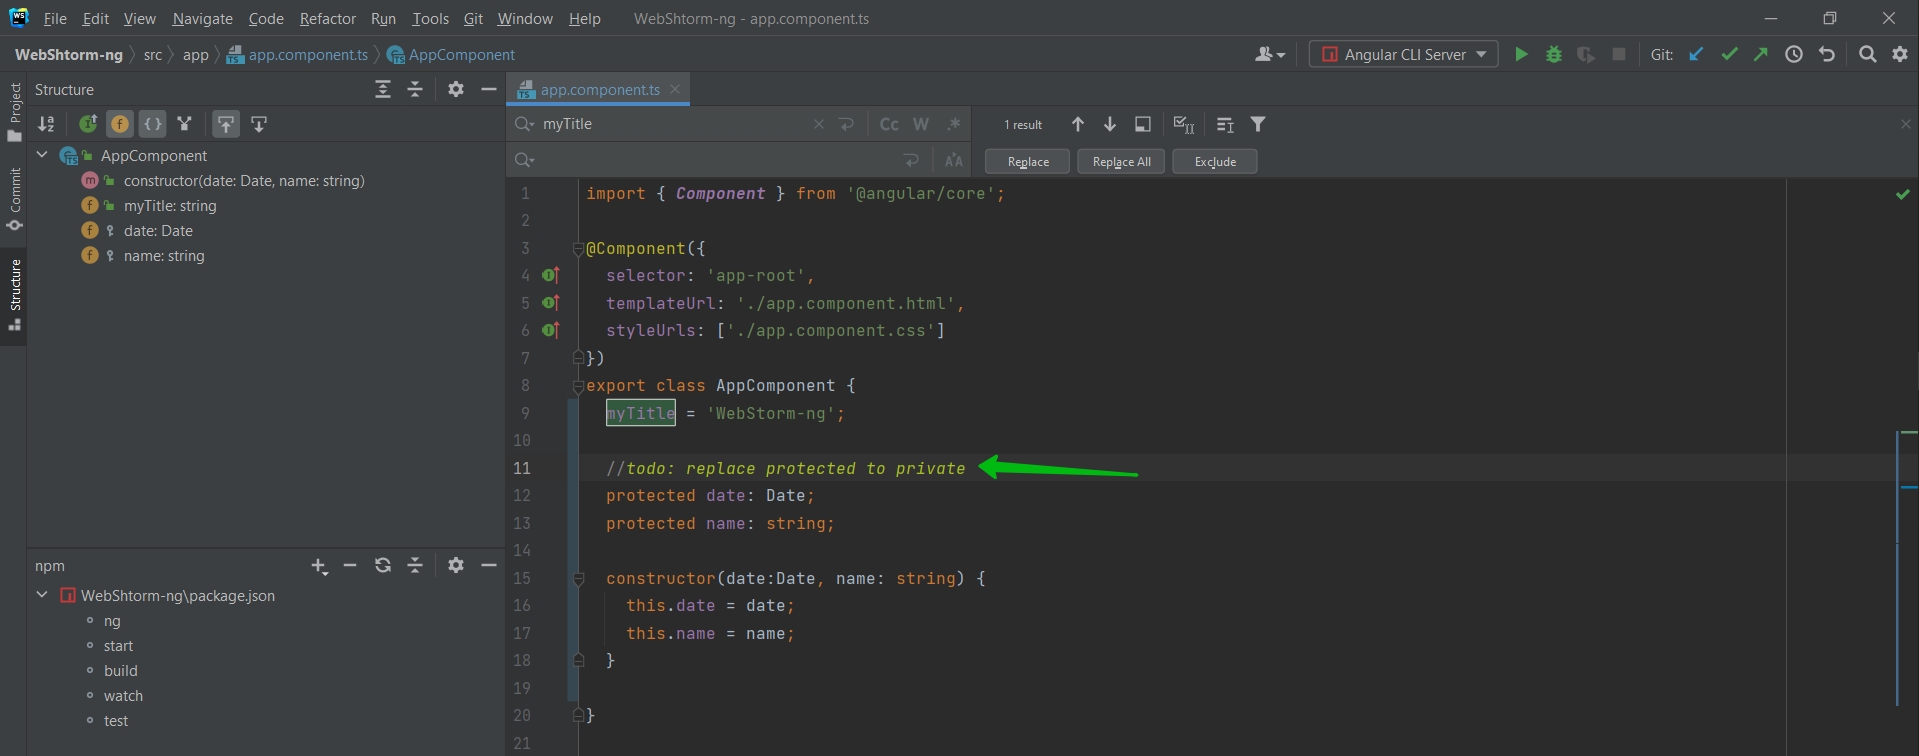 File Edit View Navigate Code Refactor Run Tools Git Window Help WebShtorm-ng - app.component.ts
WebShtorm-ng src app app.component.ts AppComponent Angular CLI Server Git:
Project
Commit
Structure
Structure
AppComponent
constructor(date: Date, name: string)
myTitle: string
date: Date
name: string
npm
WebShtorm-ng\package.json
ng
start
build
watch
test
app.component.ts
myTitle Cc W .* 1 result
Replace Replace All Exclude
1 import { Component } from '@angular/core';
2
3 @Component({
4 selector: 'app-root',
5 templateUrl: './app.component.html',
6 styleUrls: ['./app.component.css']
7 })
8 export class AppComponent {
9 myTitle = 'WebStorm-ng';
10
11 //todo: replace protected to private
12 protected date: Date;
13 protected name: string;
14
15 constructor(date:Date, name: string) {
16 this.date = date;
17 this.name = name;
18 }
19
20 }
21